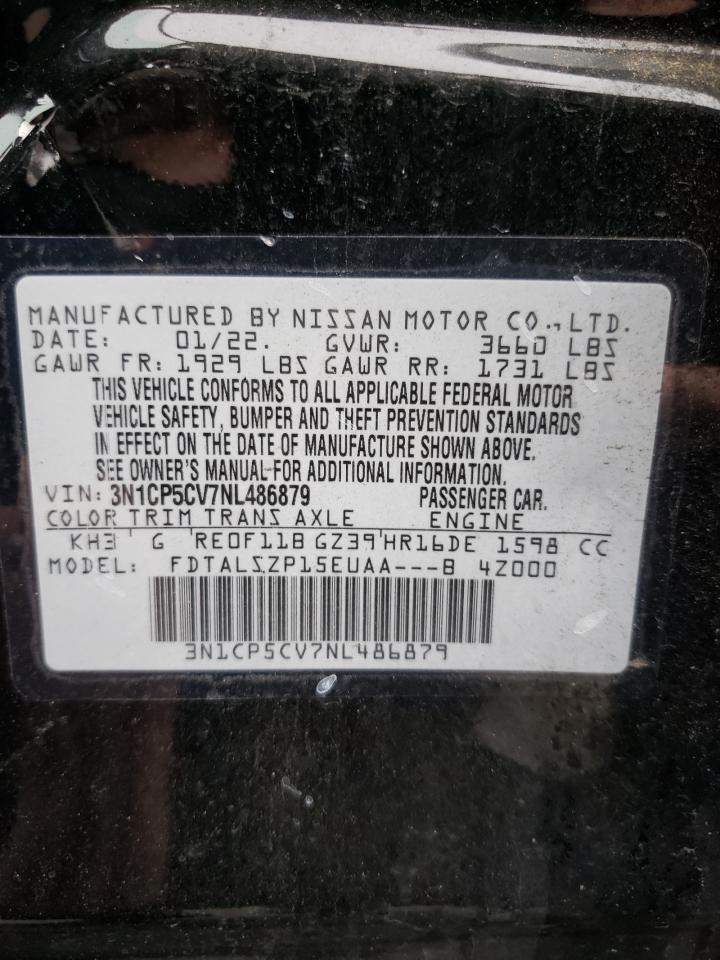 MANUFACTURED BY NISSAN MOTOR CO., LTD.
DATE: 01/22. GVWR: 3660 LBS
GAWR FR: 1929 LBS GAWR RR: 1731 LBS
THIS VEHICLE CONFORMS TO ALL APPLICABLE FEDERAL MOTOR
VEHICLE SAFETY, BUMPER AND THEFT PREVENTION STANDARDS
IN EFFECT ON THE DATE OF MANUFACTURE SHOWN ABOVE.
SEE OWNER'S MANUAL FOR ADDITIONAL INFORMATION.
VIN: 3N1CP5CV7NL486879 PASSENGER CAR.
COLOR TRIM TRANS AXLE ENGINE
KH3 G RE0F11B GZ39 HR16DE 1598 CC
MODEL: FDTALSZP15EUAA---B 4Z000
3N1CP5CV7NL486879